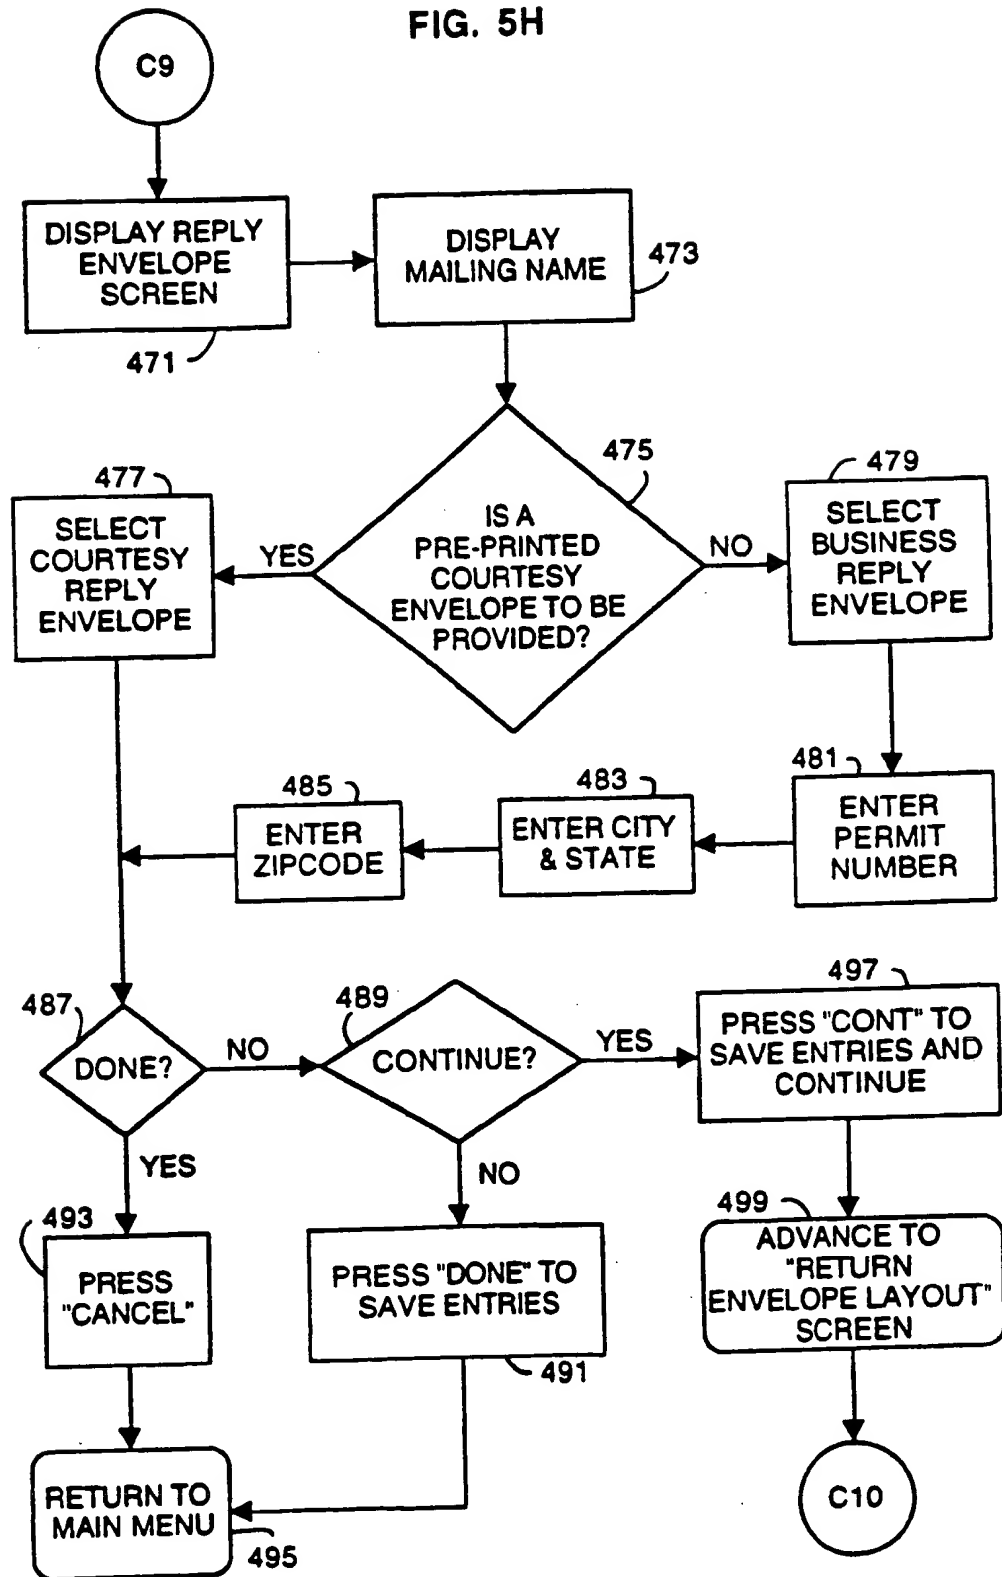 FIG. 5H
C9
DISPLAY REPLY
ENVELOPE
SCREEN
471
DISPLAY
MAILING NAME
473
475
IS A
PRE-PRINTED
COURTESY
ENVELOPE TO BE
PROVIDED?
YES
NO
477
SELECT
COURTESY
REPLY
ENVELOPE
479
SELECT
BUSINESS
REPLY
ENVELOPE
481
ENTER
PERMIT
NUMBER
483
ENTER CITY
& STATE
485
ENTER
ZIPCODE
487
DONE?
NO
YES
489
CONTINUE?
YES
NO
497
PRESS "CONT" TO
SAVE ENTRIES AND
CONTINUE
493
PRESS
"CANCEL"
PRESS "DONE" TO
SAVE ENTRIES
491
499
ADVANCE TO
"RETURN
ENVELOPE LAYOUT"
SCREEN
RETURN TO
MAIN MENU
495
C10